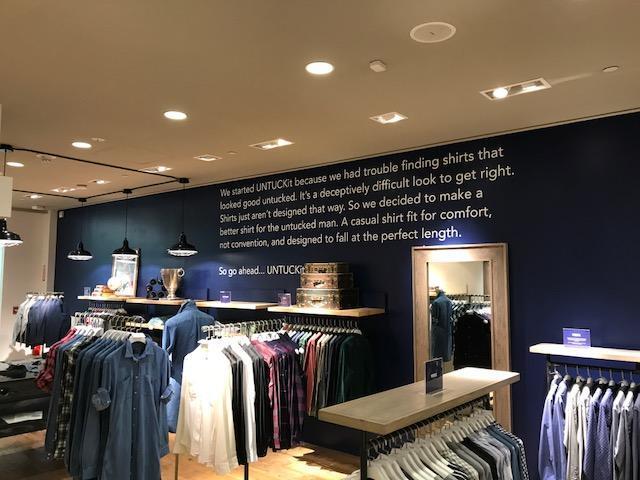 We started UNTUCKit because we had trouble finding shirts that
looked good untucked. It's a deceptively difficult look to get right.
Shirts just aren't designed that way. So we decided to make a
better shirt for the untucked man. A casual shirt fit for comfort,
not convention, and designed to fall at the perfect length.
So go ahead... UNTUCKit